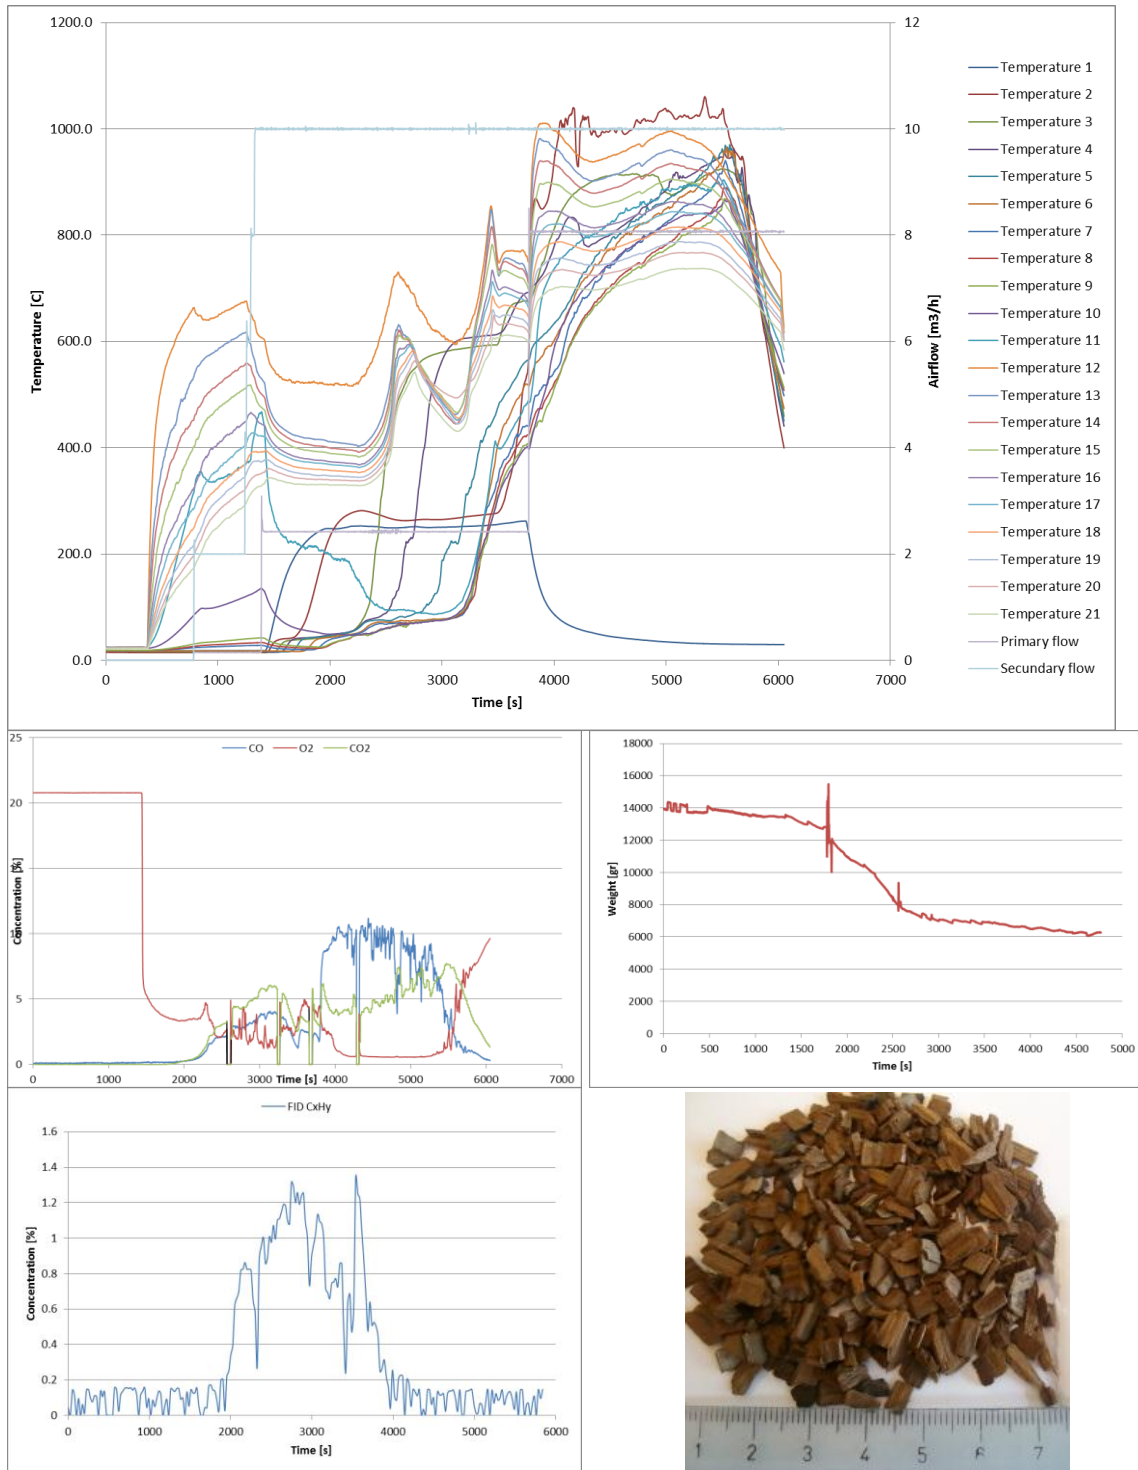 1200.0
1000.0
800.0
600.0
400.0
200.0
0.0
Temperature [C]
0
1000
2000
3000
4000
5000
6000
7000
Time [s]
12
10
8
6
4
2
0
Airflow [m3/h]
Temperature 1
Temperature 2
Temperature 3
Temperature 4
Temperature 5
Temperature 6
Temperature 7
Temperature 8
Temperature 9
Temperature 10
Temperature 11
Temperature 12
Temperature 13
Temperature 14
Temperature 15
Temperature 16
Temperature 17
Temperature 18
Temperature 19
Temperature 20
Temperature 21
Primary flow
Secundary flow
CO O2 CO2
25
20
15
10
5
0
Concentration [%]
0 1000 2000 3000 4000 5000 6000 7000
Time [s]
18000
16000
14000
12000
10000
8000
6000
4000
2000
0
Weight [gr]
0 500 1000 1500 2000 2500 3000 3500 4000 4500 5000
Time [s]
FID CxHy
1.6
1.4
1.2
1
0.8
0.6
0.4
0.2
0
Concentration [%]
0 1000 2000 3000 4000 5000 6000
Time [s]
1 2 3 4 5 6 7